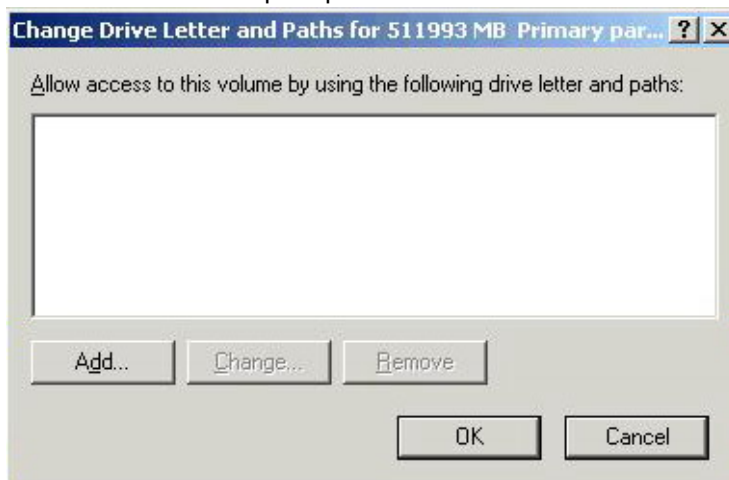 Change Drive Letter and Paths for 511993 MB Primary par...
Allow access to this volume by using the following drive letter and paths:
Add... Change... Remove
OK Cancel